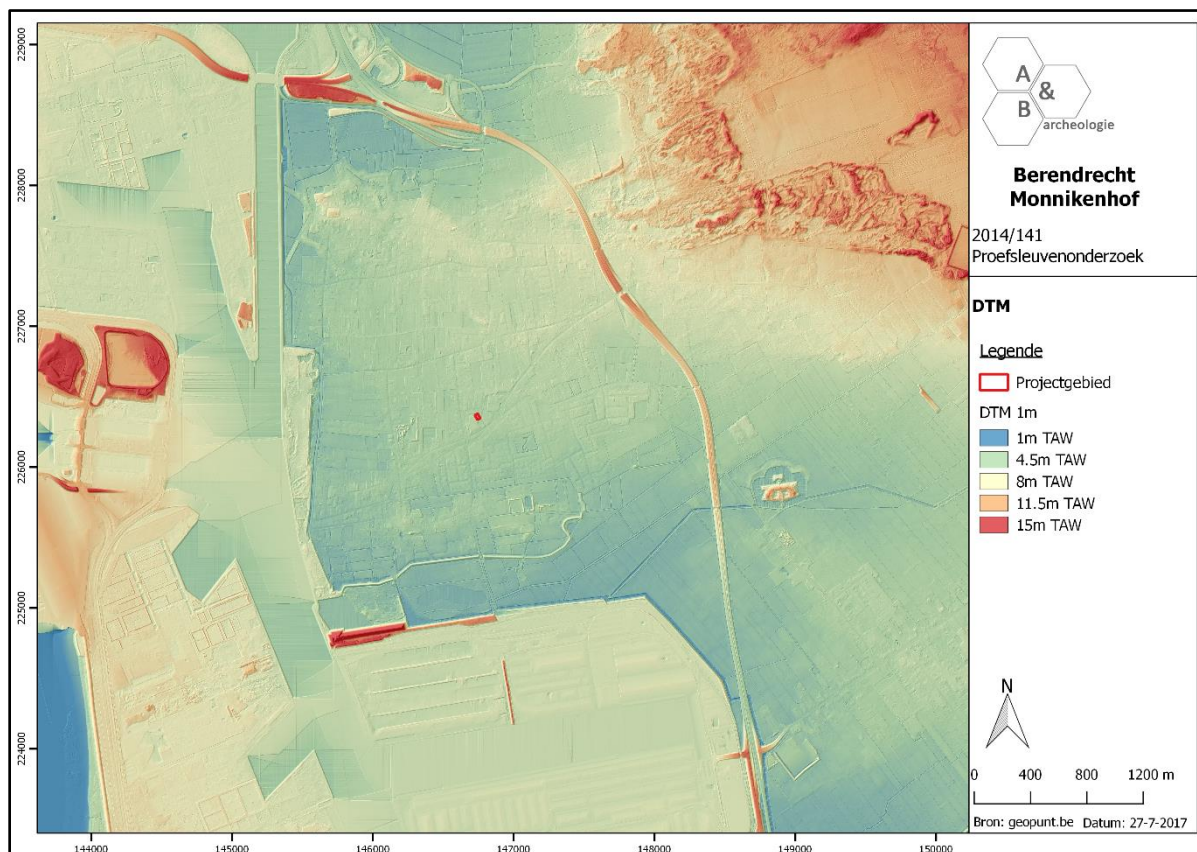 A
&
B
archeologie
Berendrecht
Monnikenhof
2014/141
Proefsleuvenonderzoek
DTM
Legende
Projectgebied
DTM 1m
1m TAW
4.5m TAW
8m TAW
11.5m TAW
15m TAW
N
0 400 800 1200 m
Bron: geopunt.be Datum: 27-7-2017
229000
228000
227000
226000
225000
224000
144000 145000 146000 147000 148000 149000 150000